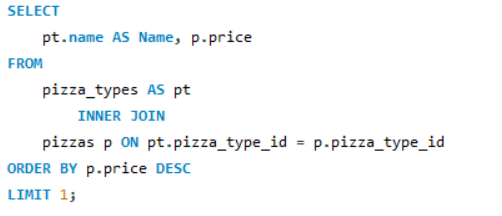 SELECT
    pt.name AS Name, p.price
FROM
    pizza_types AS pt
        INNER JOIN
    pizzas p ON pt.pizza_type_id = p.pizza_type_id
ORDER BY p.price DESC
LIMIT 1;